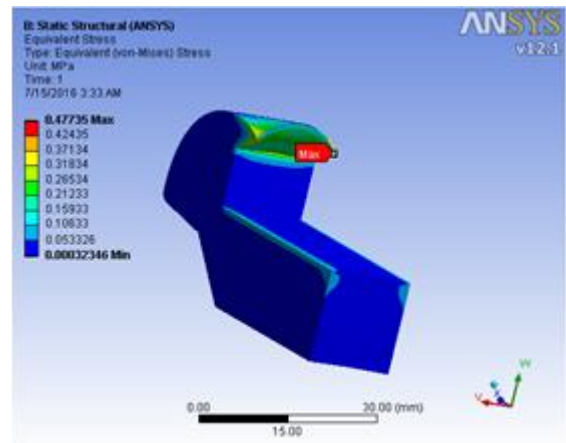 B: Static Structural (ANSYS)
Equivalent Stress
Type: Equivalent (von-Mises) Stress
Unit: MPa
Time: 1
7/15/2016 3:33 AM
0.47735 Max
0.42435
0.37134
0.31834
0.26534
0.21233
0.15933
0.10633
0.053326
0.00032346 Min
ANSYS
v12.1
Max
0.00
30.00 (mm)
15.00